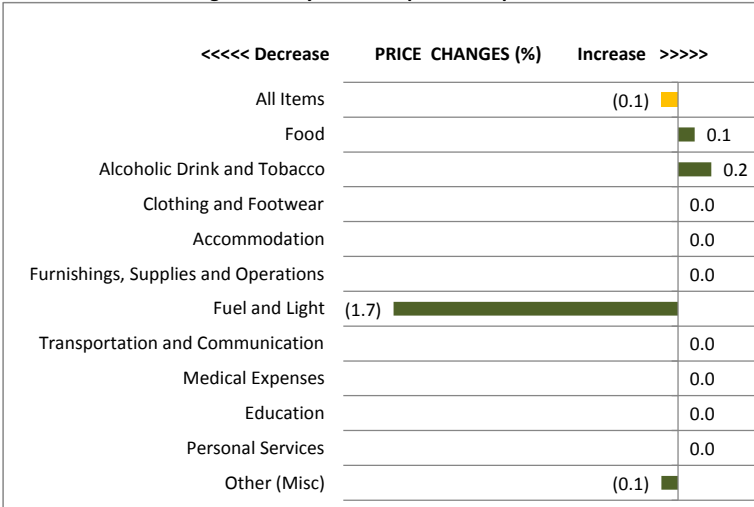 <<<<< Decrease PRICE CHANGES (%) Increase >>>>>
All Items (0.1)
Food 0.1
Alcoholic Drink and Tobacco 0.2
Clothing and Footwear 0.0
Accommodation 0.0
Furnishings, Supplies and Operations 0.0
Fuel and Light (1.7)
Transportation and Communication 0.0
Medical Expenses 0.0
Education 0.0
Personal Services 0.0
Other (Misc) (0.1)